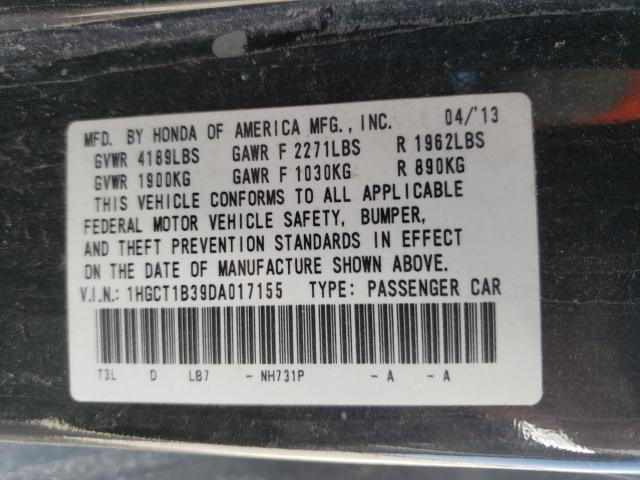 MFD. BY HONDA OF AMERICA MFG., INC. 04/'13
GVWR 4189LBS GAWR F 2271LBS R 1962LBS
GVWR 1900KG GAWR F 1030KG R 890KG
THIS VEHICLE CONFORMS TO ALL APPLICABLE
FEDERAL MOTOR VEHICLE SAFETY, BUMPER,
AND THEFT PREVENTION STANDARDS IN EFFECT
ON THE DATE OF MANUFACTURE SHOWN ABOVE.
V.I.N.: 1HGCT1B39DA017155 TYPE: PASSENGER CAR
T3L D LB7 - NH731P - A - A